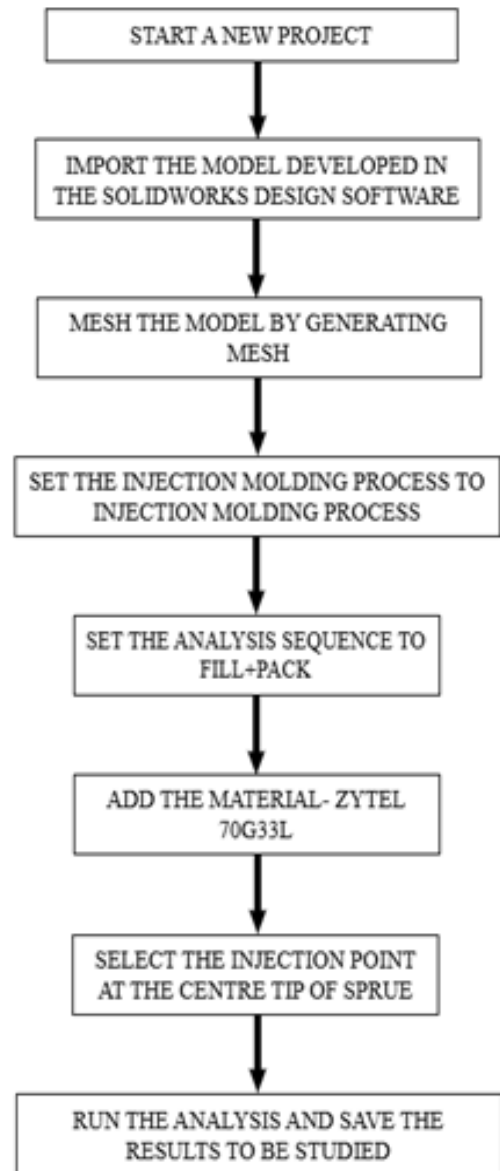 START A NEW PROJECT
IMPORT THE MODEL DEVELOPED IN
THE SOLIDWORKS DESIGN SOFTWARE
MESH THE MODEL BY GENERATING
MESH
SET THE INJECTION MOLDING PROCESS TO
INJECTION MOLDING PROCESS
SET THE ANALYSIS SEQUENCE TO
FILL+PACK
ADD THE MATERIAL- ZYTEL
70G33L
SELECT THE INJECTION POINT
AT THE CENTRE TIP OF SPRUE
RUN THE ANALYSIS AND SAVE THE
RESULTS TO BE STUDIED